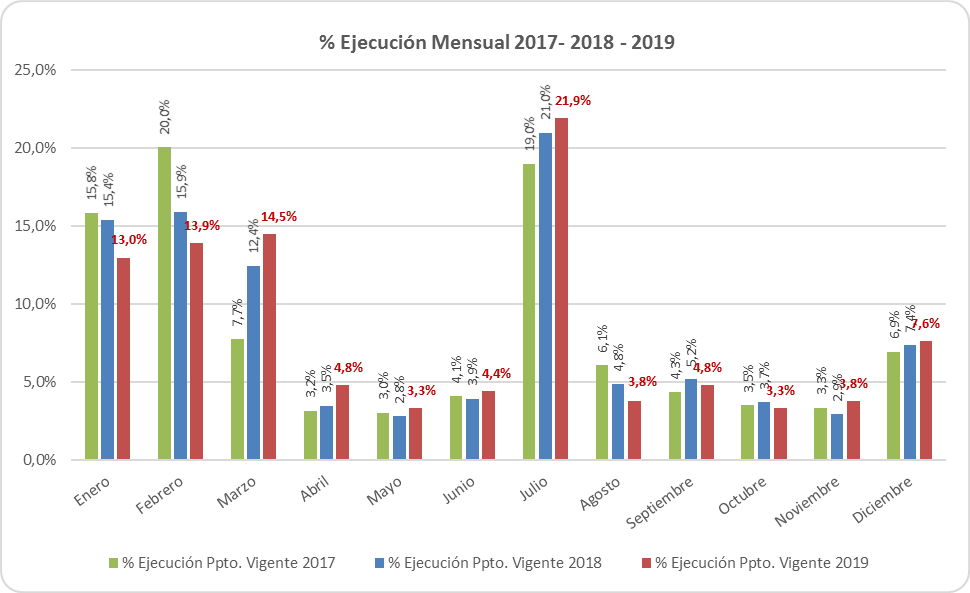 % Ejecución Mensual 2017- 2018 - 2019
25,0%
20,0%
15,0%
10,0%
5,0%
0,0%
15,8%
15,4%
13,0%
20,0%
15,9%
13,9%
7,7%
12,4%
14,5%
3,2%
3,5%
4,8%
3,0%
2,8%
3,3%
4,1%
3,9%
4,4%
19,0%
21,0%
21,9%
6,1%
4,8%
3,8%
4,3%
5,2%
4,8%
3,5%
3,7%
3,3%
3,3%
2,9%
3,8%
6,9%
7,4%
7,6%
Enero
Febrero
Marzo
Abril
Mayo
Junio
Julio
Agosto
Septiembre
Octubre
Noviembre
Diciembre
% Ejecución Ppto. Vigente 2017
% Ejecución Ppto. Vigente 2018
% Ejecución Ppto. Vigente 2019